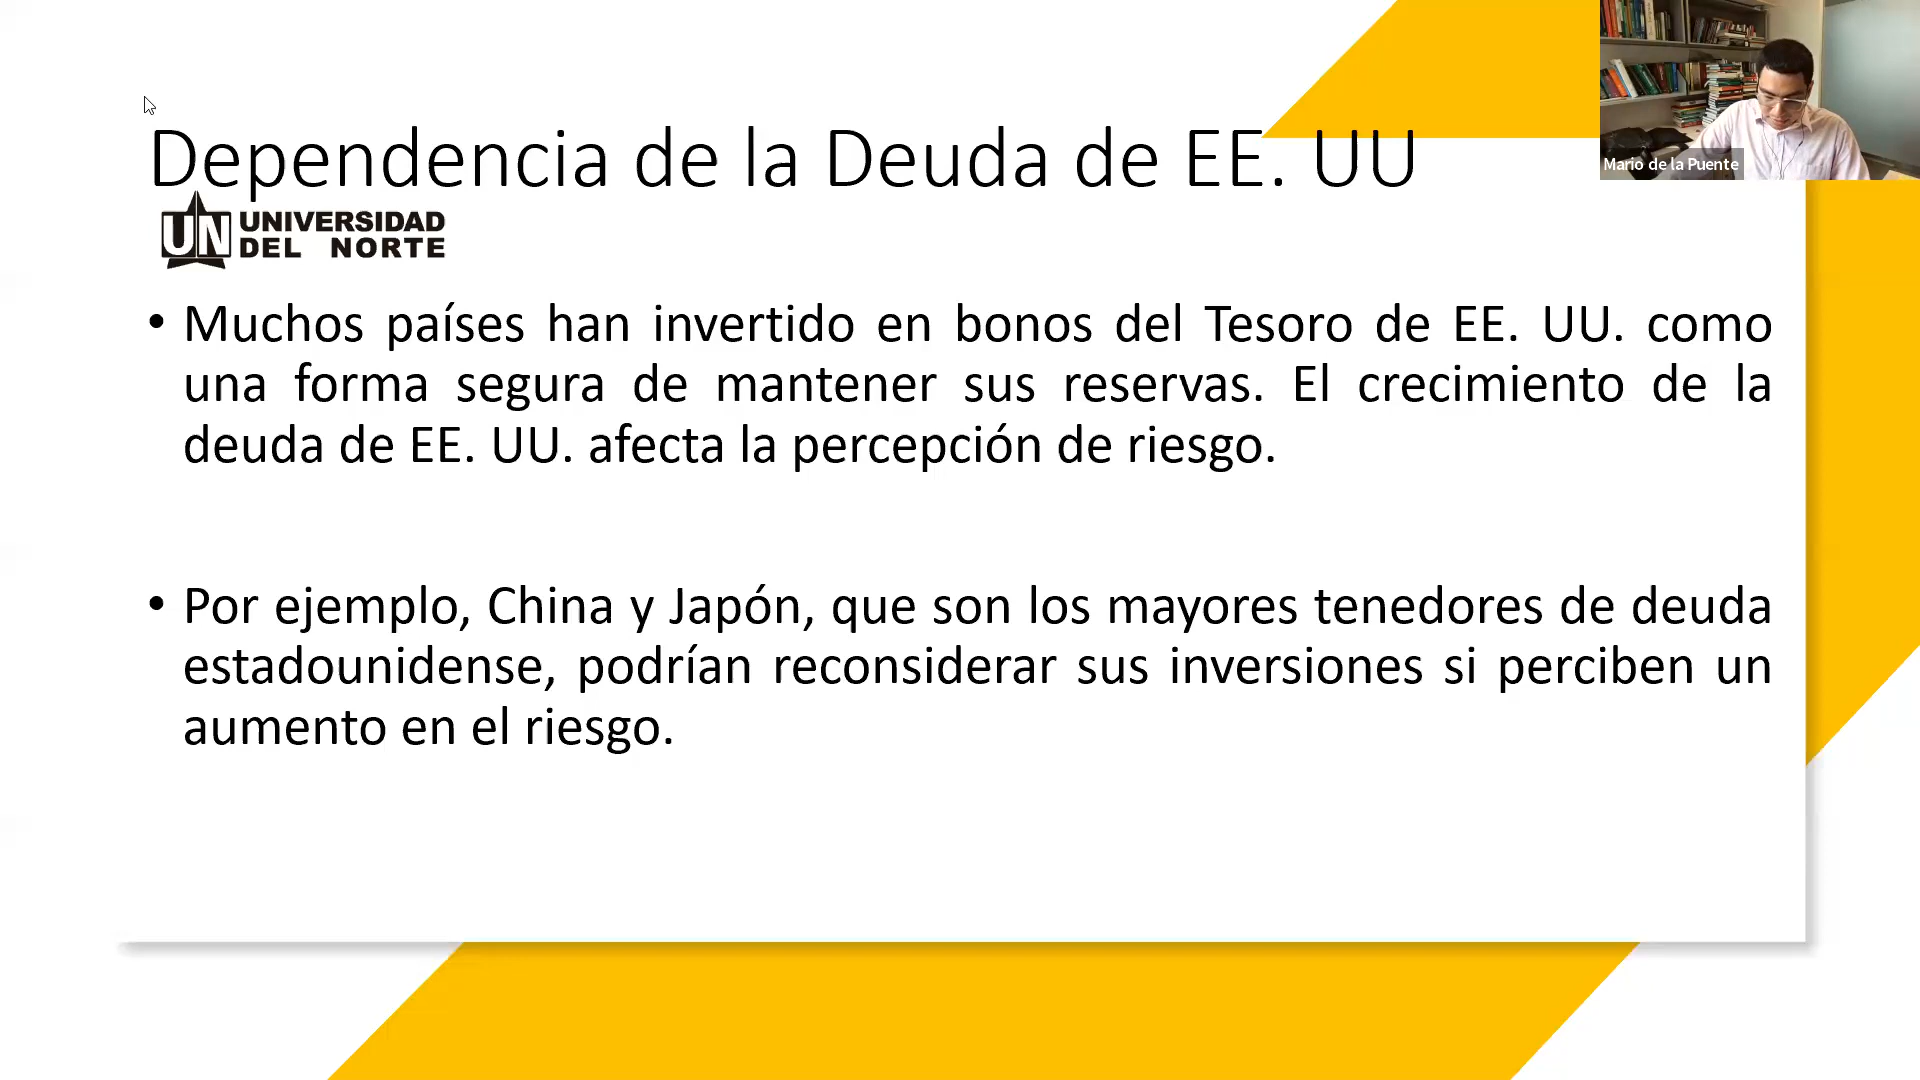 Dependencia de la Deuda de EE. UU
Mario de la Puente
UN UNIVERSIDAD
DEL NORTE
• Muchos países han invertido en bonos del Tesoro de EE. UU. como
una forma segura de mantener sus reservas. El crecimiento de la
deuda de EE. UU. afecta la percepción de riesgo.
• Por ejemplo, China y Japón, que son los mayores tenedores de deuda
estadounidense, podrían reconsiderar sus inversiones si perciben un
aumento en el riesgo.